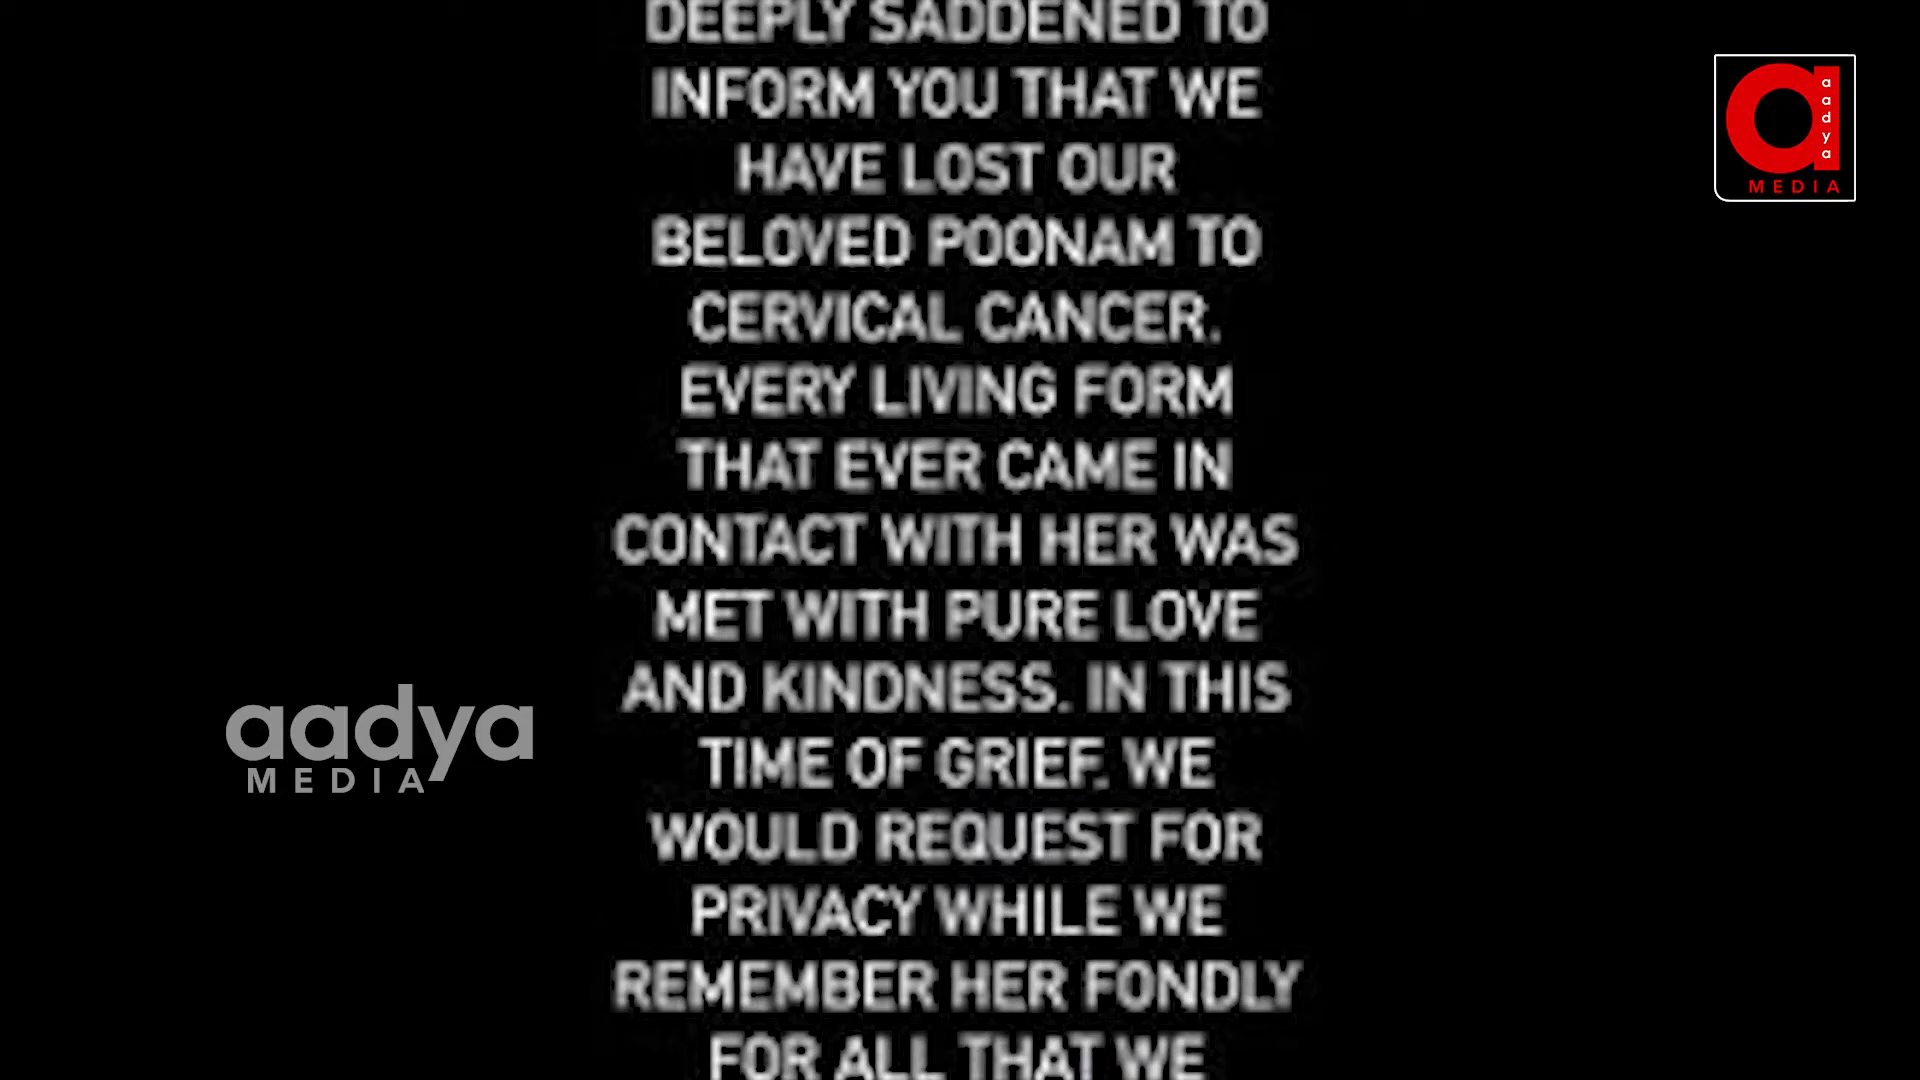 DEEPLY SADDENED TO
INFORM YOU THAT WE
HAVE LOST OUR
BELOVED POONAM TO
CERVICAL CANCER.
EVERY LIVING FORM
THAT EVER CAME IN
CONTACT WITH HER WAS
MET WITH PURE LOVE
AND KINDNESS. IN THIS
TIME OF GRIEF, WE
WOULD REQUEST FOR
PRIVACY WHILE WE
REMEMBER HER FONDLY
FOR ALL THAT WE
a aadya
MEDIA
aadya
MEDIA